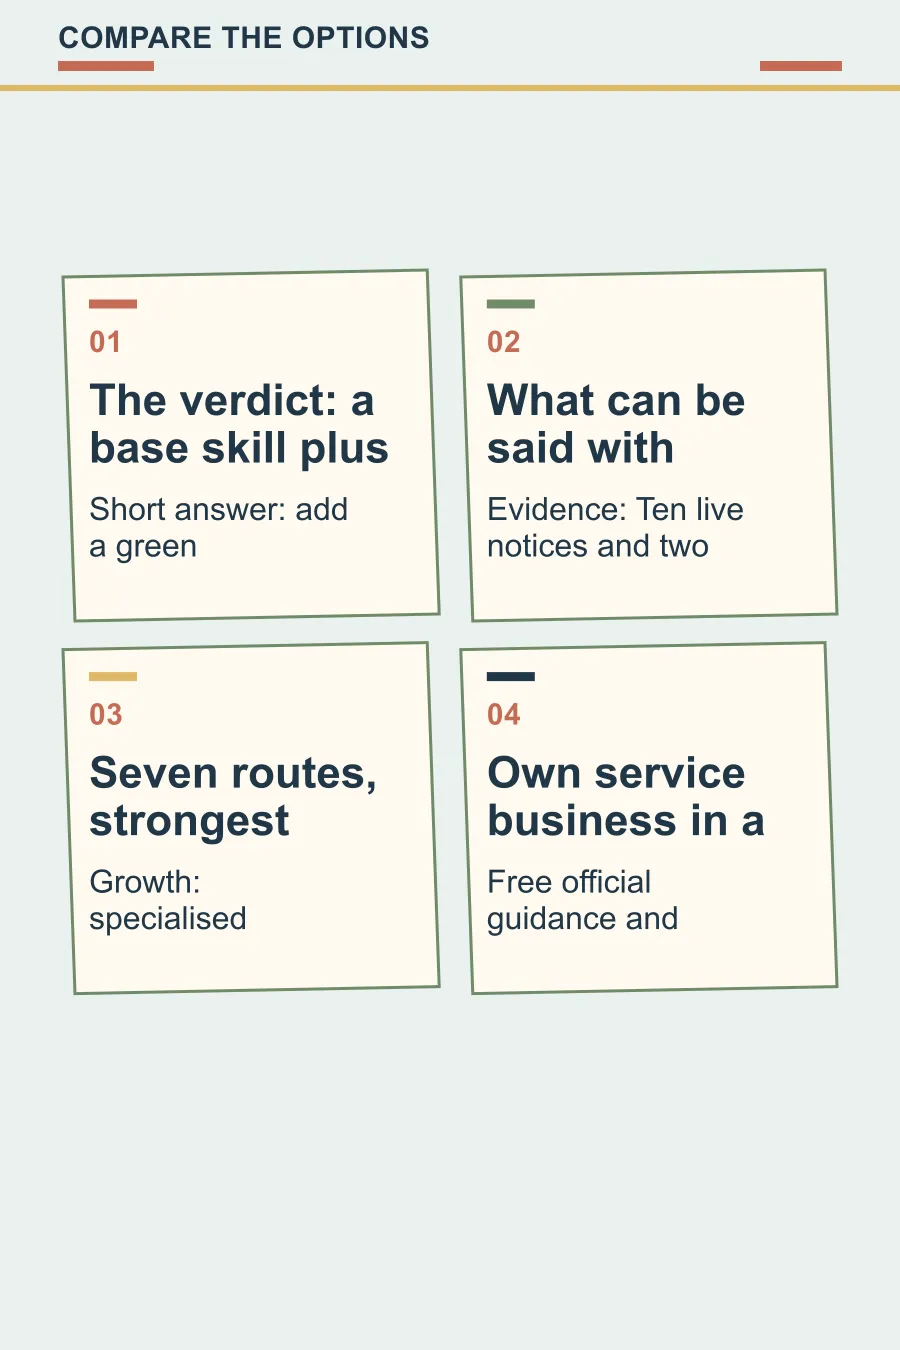 COMPARE THE OPTIONS
01
The verdict: a
base skill plus
Short answer: add
a green
02
What can be
said with
Evidence: Ten live
notices and two
03
Seven routes,
strongest
Growth:
specialised
04
Own service
business in a
Free official
guidance and